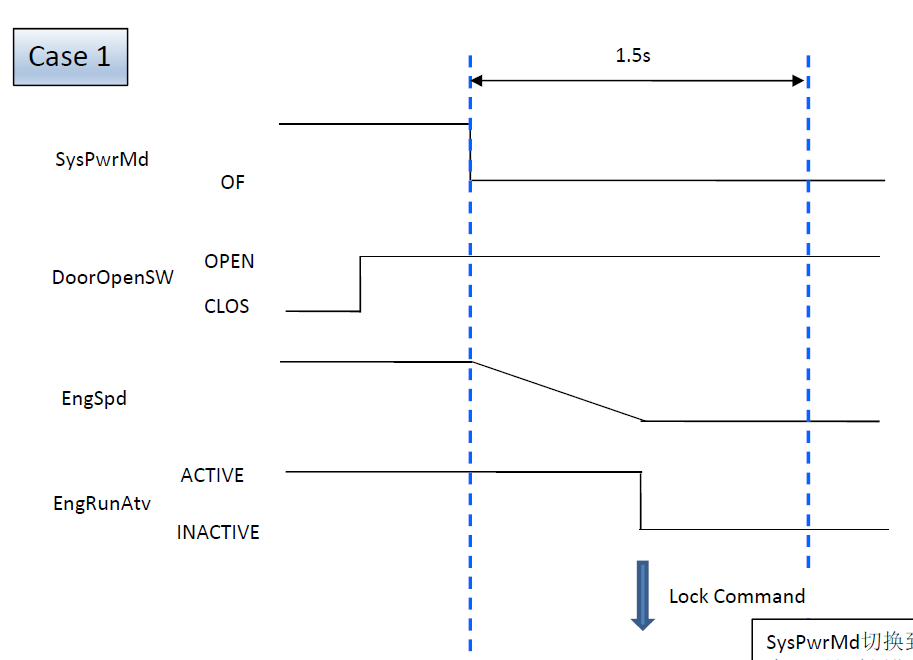 Case 1
1.5s
SysPwrMd
OF
DoorOpenSW
OPEN
CLOS
EngSpd
EngRunAtv
ACTIVE
INACTIVE
Lock Command
SysPwrMd切换到